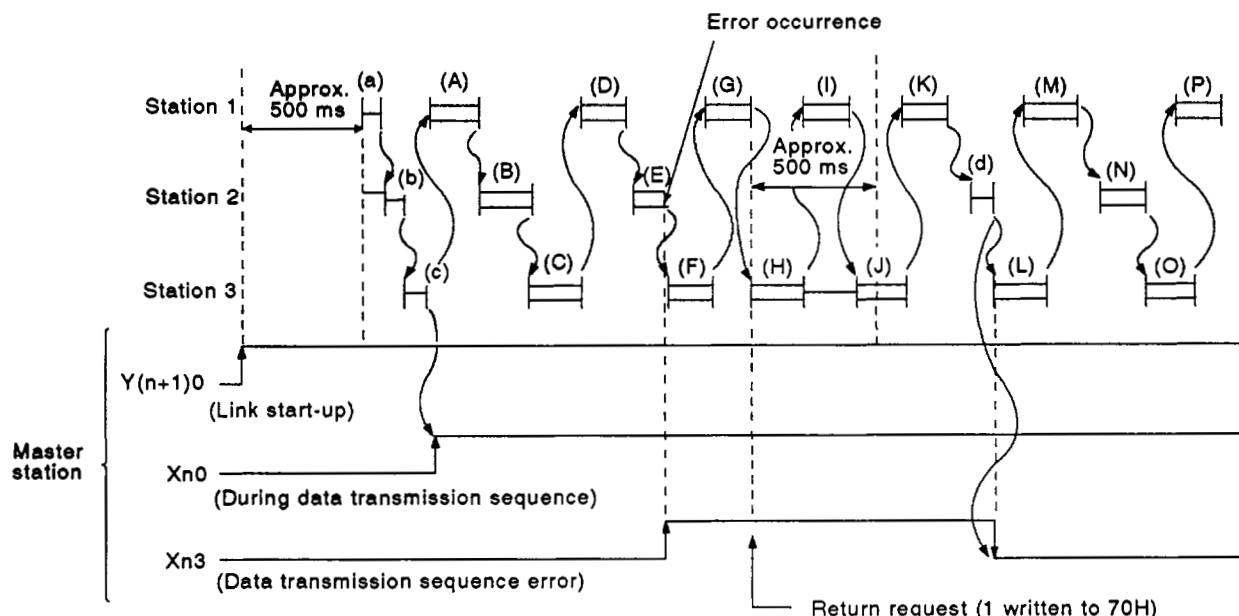 Error occurrence
(a) (A) (D) (G) (I) (K) (M) (P)
Approx.
500 ms
Station 1
Approx.
500 ms
(b) (B) (E) (d) (N)
Station 2
(c) (C) (F) (H) (J) (L) (O)
Station 3
Y(n+1)0
(Link start-up)
Master
station
Xn0
(During data transmission sequence)
Xn3
(Data transmission sequence error)
Return request (1 written to 70H)